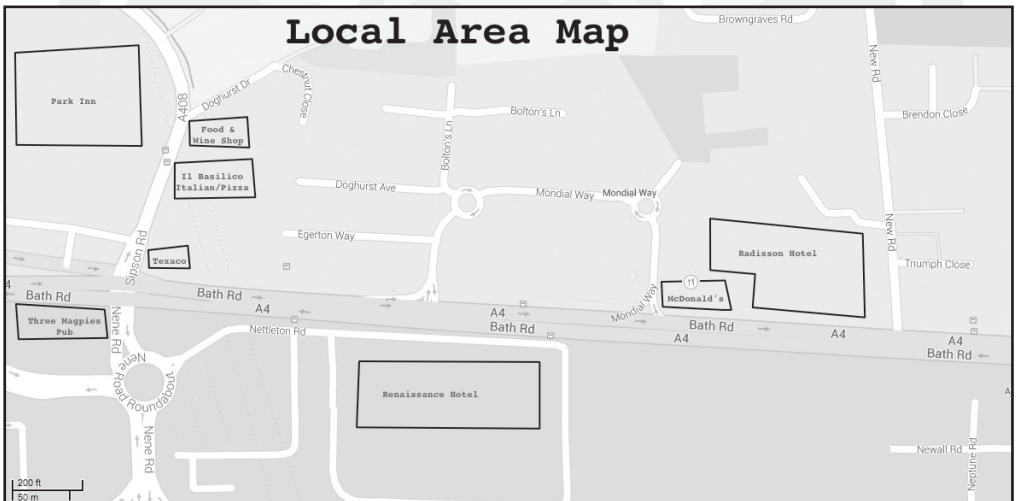 Local Area Map
Browngraves Rd
New Rd
Park Inn
A408
Doghurst Dr
Chestnut Close
Food &
Wine Shop
Bolton's Ln
Bolton's Ln
Brendon Close
Il Basilico
Italian/Pizza
Doghurst Ave
Mondial Way
Mondial Way
New Rd
Sipson Rd
Egerton Way
Texaco
Radisson Hotel
Triumph Close
4
Bath Rd
Bath Rd
A4
A4
Bath Rd
Mondial Way
McDonald's
Bath Rd
A4
A4
A4
Bath Rd
Three Magpies
Pub
Nene Rd
Nettleton Rd
Nene Road Roundabout
Renaissance Hotel
A
Nene Rd
Newall Rd
Neptune Rd
200 ft
50 m